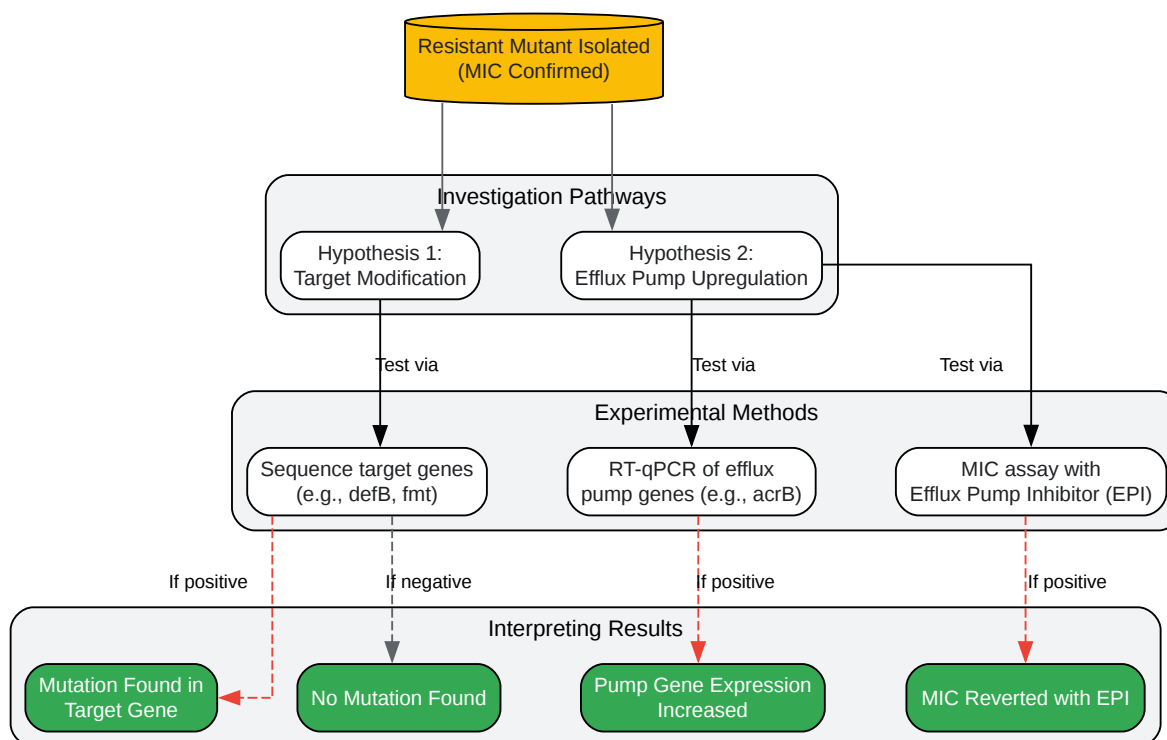 Resistant Mutant Isolated
(MIC Confirmed)
Investigation Pathways
Hypothesis 1:
Target Modification
Hypothesis 2:
Efflux Pump Upregulation
Test via
Test via
Test via
Experimental Methods
Sequence target genes
(e.g., defB, fmt)
RT-qPCR of efflux
pump genes (e.g., acrB)
MIC assay with
Efflux Pump Inhibitor (EPI)
If positive
If negative
If positive
If positive
Interpreting Results
Mutation Found in
Target Gene
No Mutation Found
Pump Gene Expression
Increased
MIC Reverted with EPI